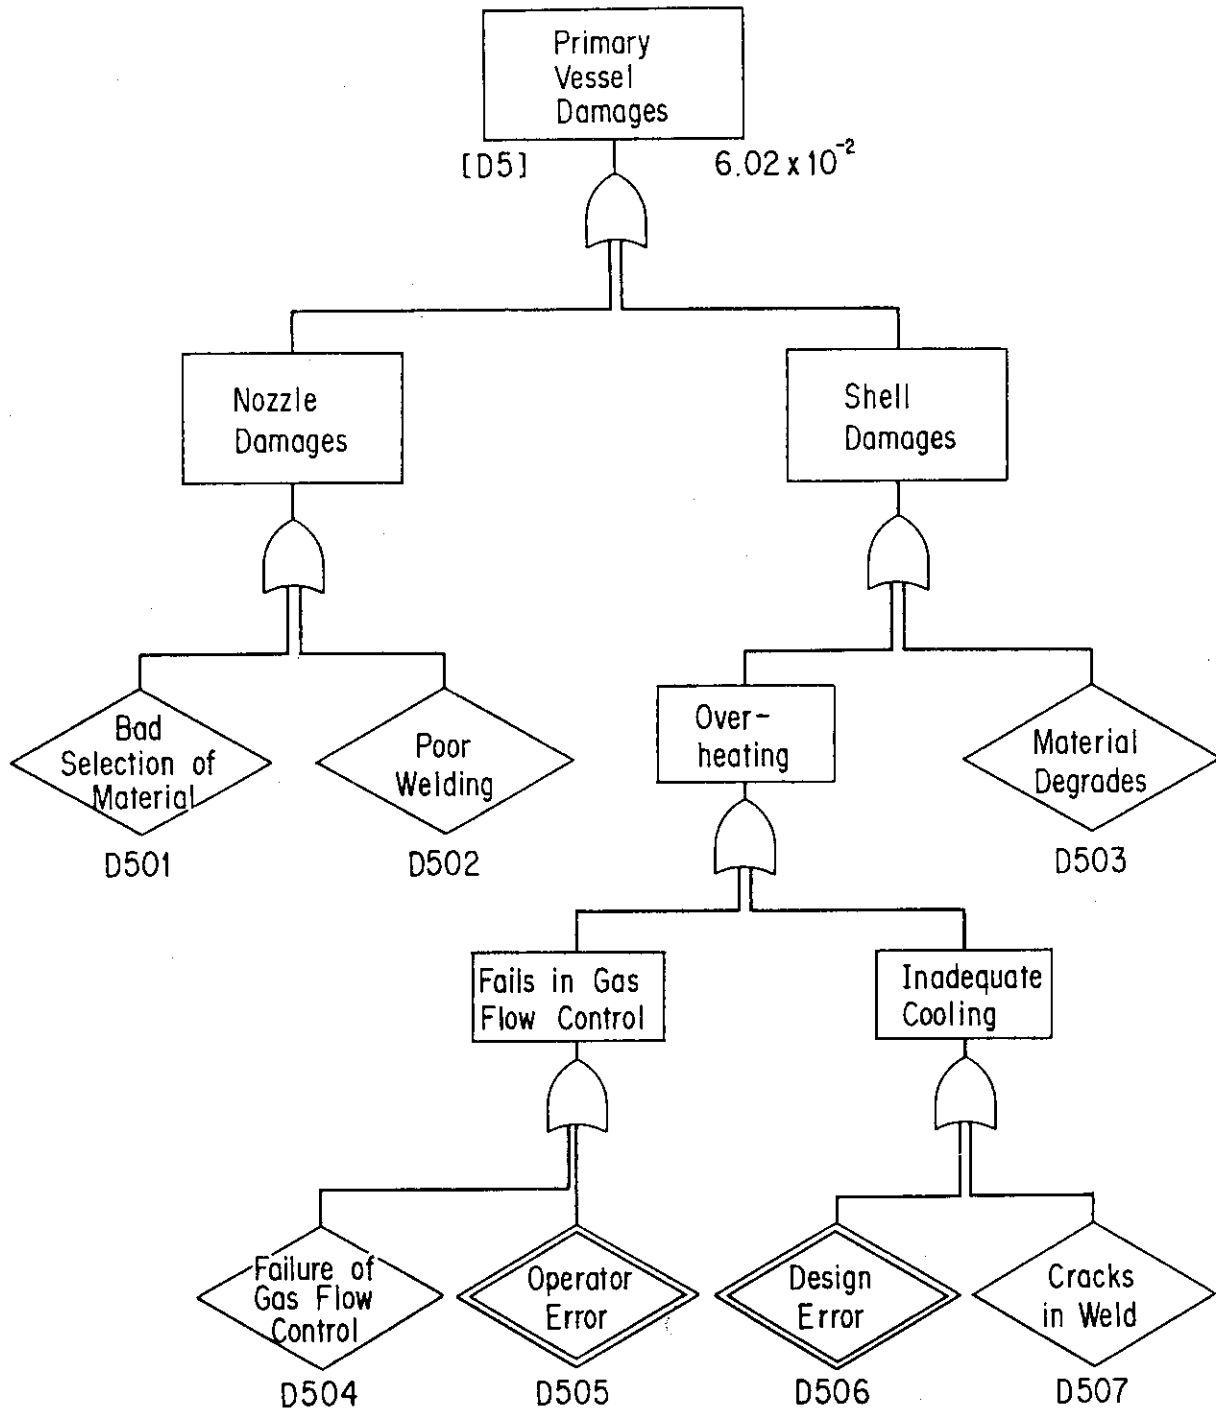 Primary
Vessel
Damages
[D5]
6.02 x 10⁻²
Nozzle
Damages
Shell
Damages
Bad
Selection of
Material
D501
Poor
Welding
D502
Over-
heating
Material
Degrades
D503
Fails in Gas
Flow Control
Inadequate
Cooling
Failure of
Gas Flow
Control
D504
Operator
Error
D505
Design
Error
D506
Cracks
in Weld
D507